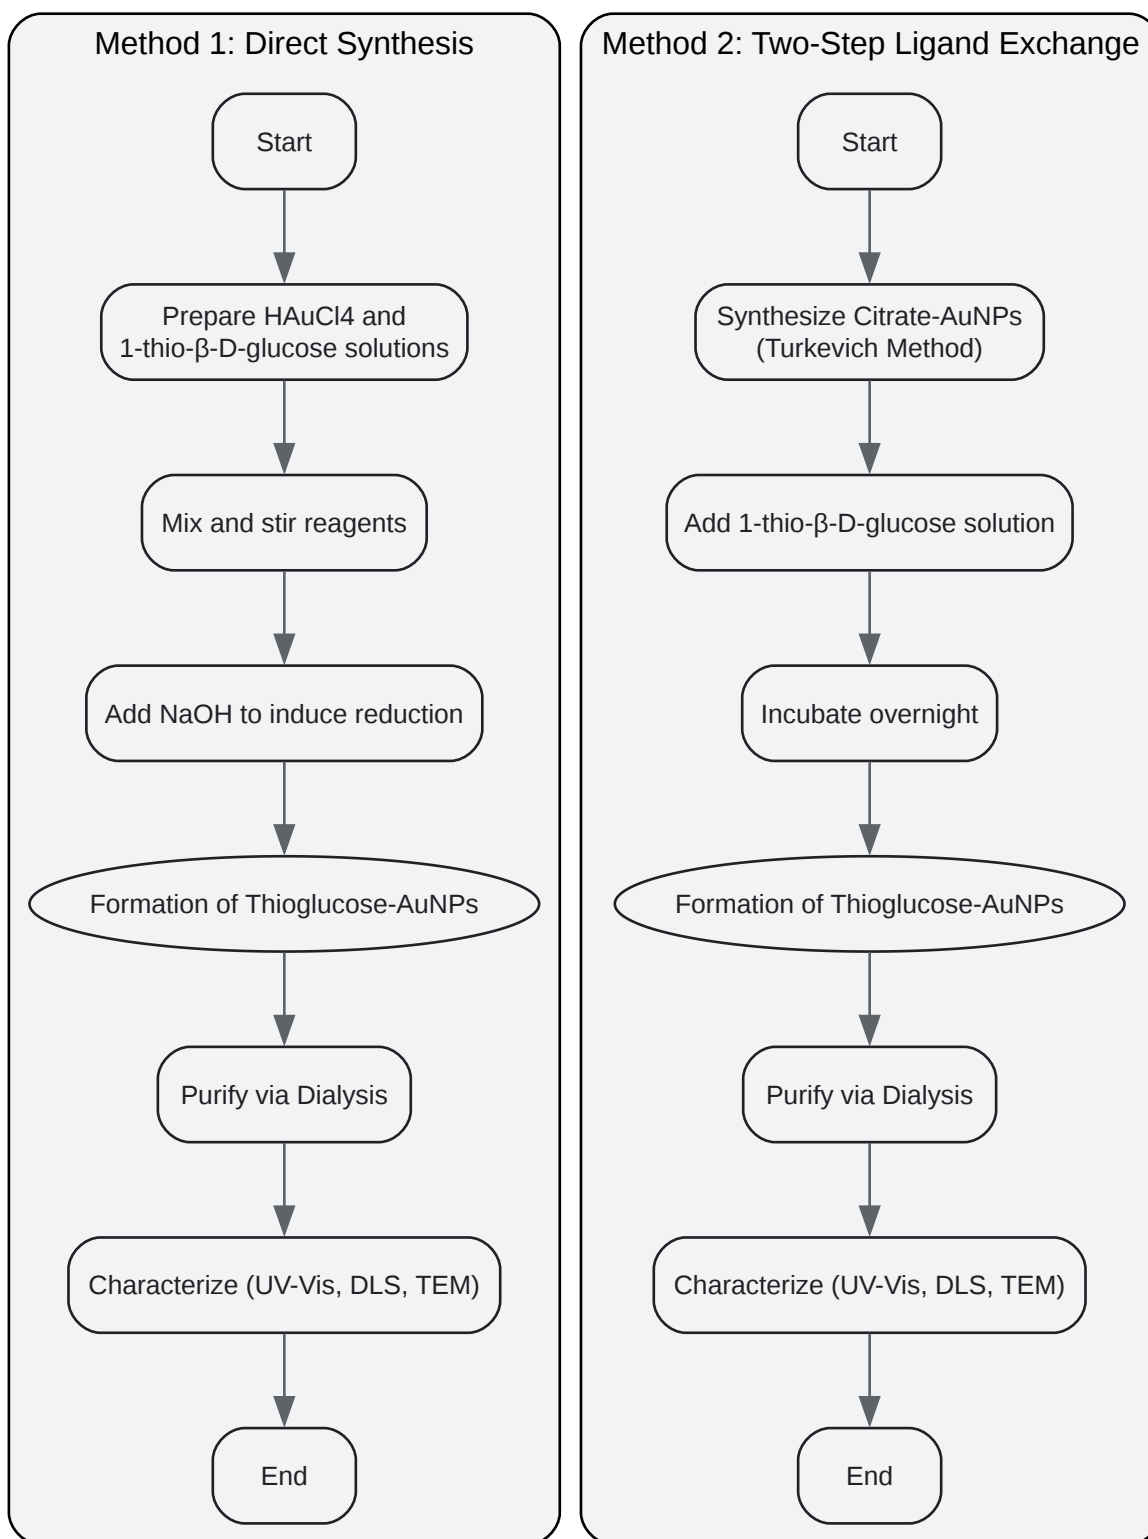 Method 1: Direct Synthesis
Start
Prepare HAuCl4 and
1-thio-β-D-glucose solutions
Mix and stir reagents
Add NaOH to induce reduction
Formation of Thioglucose-AuNPs
Purify via Dialysis
Characterize (UV-Vis, DLS, TEM)
End
Method 2: Two-Step Ligand Exchange
Start
Synthesize Citrate-AuNPs
(Turkevich Method)
Add 1-thio-β-D-glucose solution
Incubate overnight
Formation of Thioglucose-AuNPs
Purify via Dialysis
Characterize (UV-Vis, DLS, TEM)
End